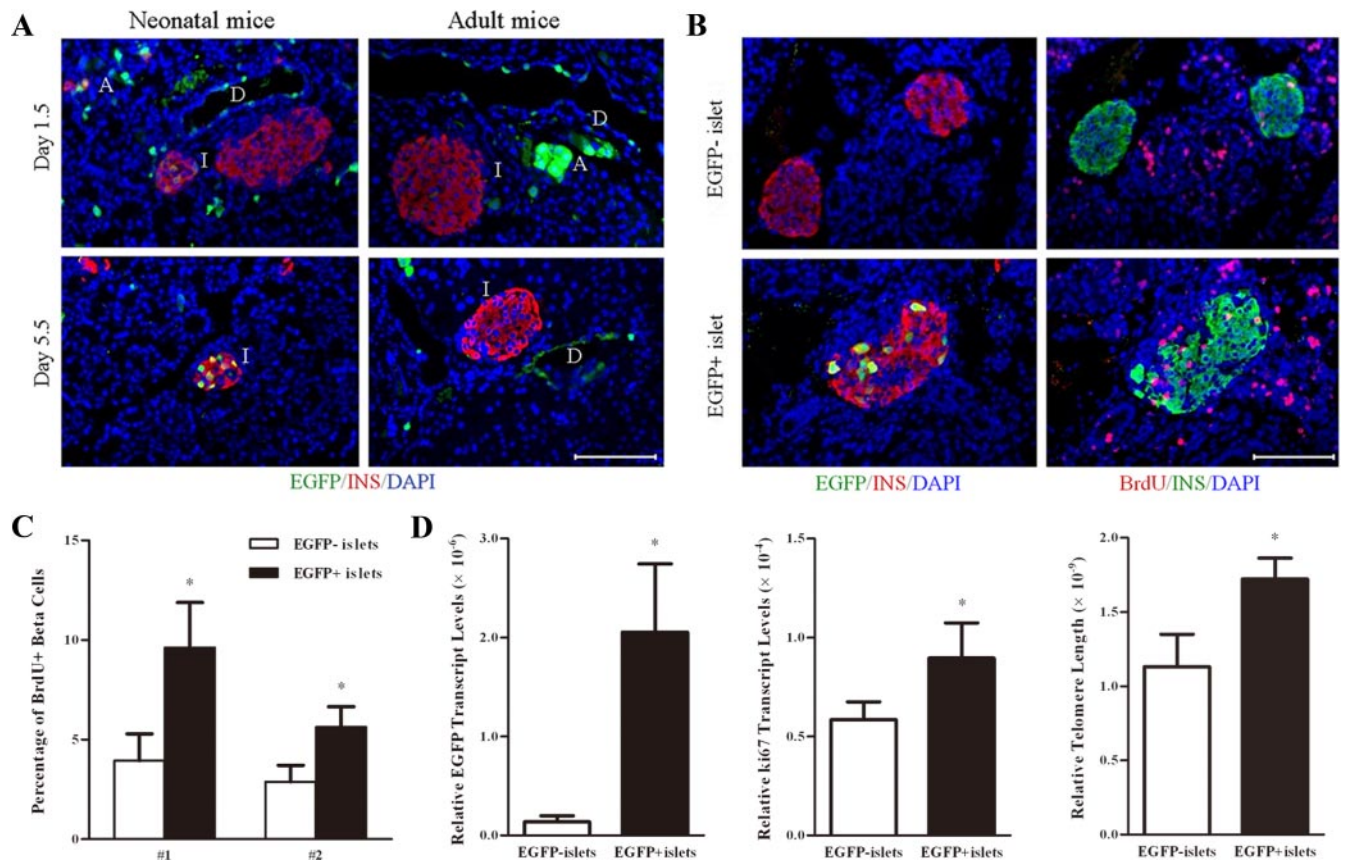 A
Neonatal mice
Adult mice
B
Day 1.5
A
D
I
D
I
A
Day 5.5
I
I
D
EGFP/INS/DAPI
EGFP- islet
EGFP+ islet
EGFP/INS/DAPI
BrdU/INS/DAPI
C
Percentage of BrdU+ Beta Cells
15
10
5
0
EGFP- islets
EGFP+ islets
*
*
#1
#2
D
Relative EGFP Transcript Levels (× 10-6)
3.0
2.0
1.0
0.0
*
EGFP-islets
EGFP+islets
Relative ki67 Transcript Levels (× 10-4)
1.5
1.0
0.5
0.0
*
EGFP-islets
EGFP+islets
Relative Telomere Length (× 10-9)
2.0
1.5
1.0
0.5
0.0
*
EGFP-islets
EGFP+islets